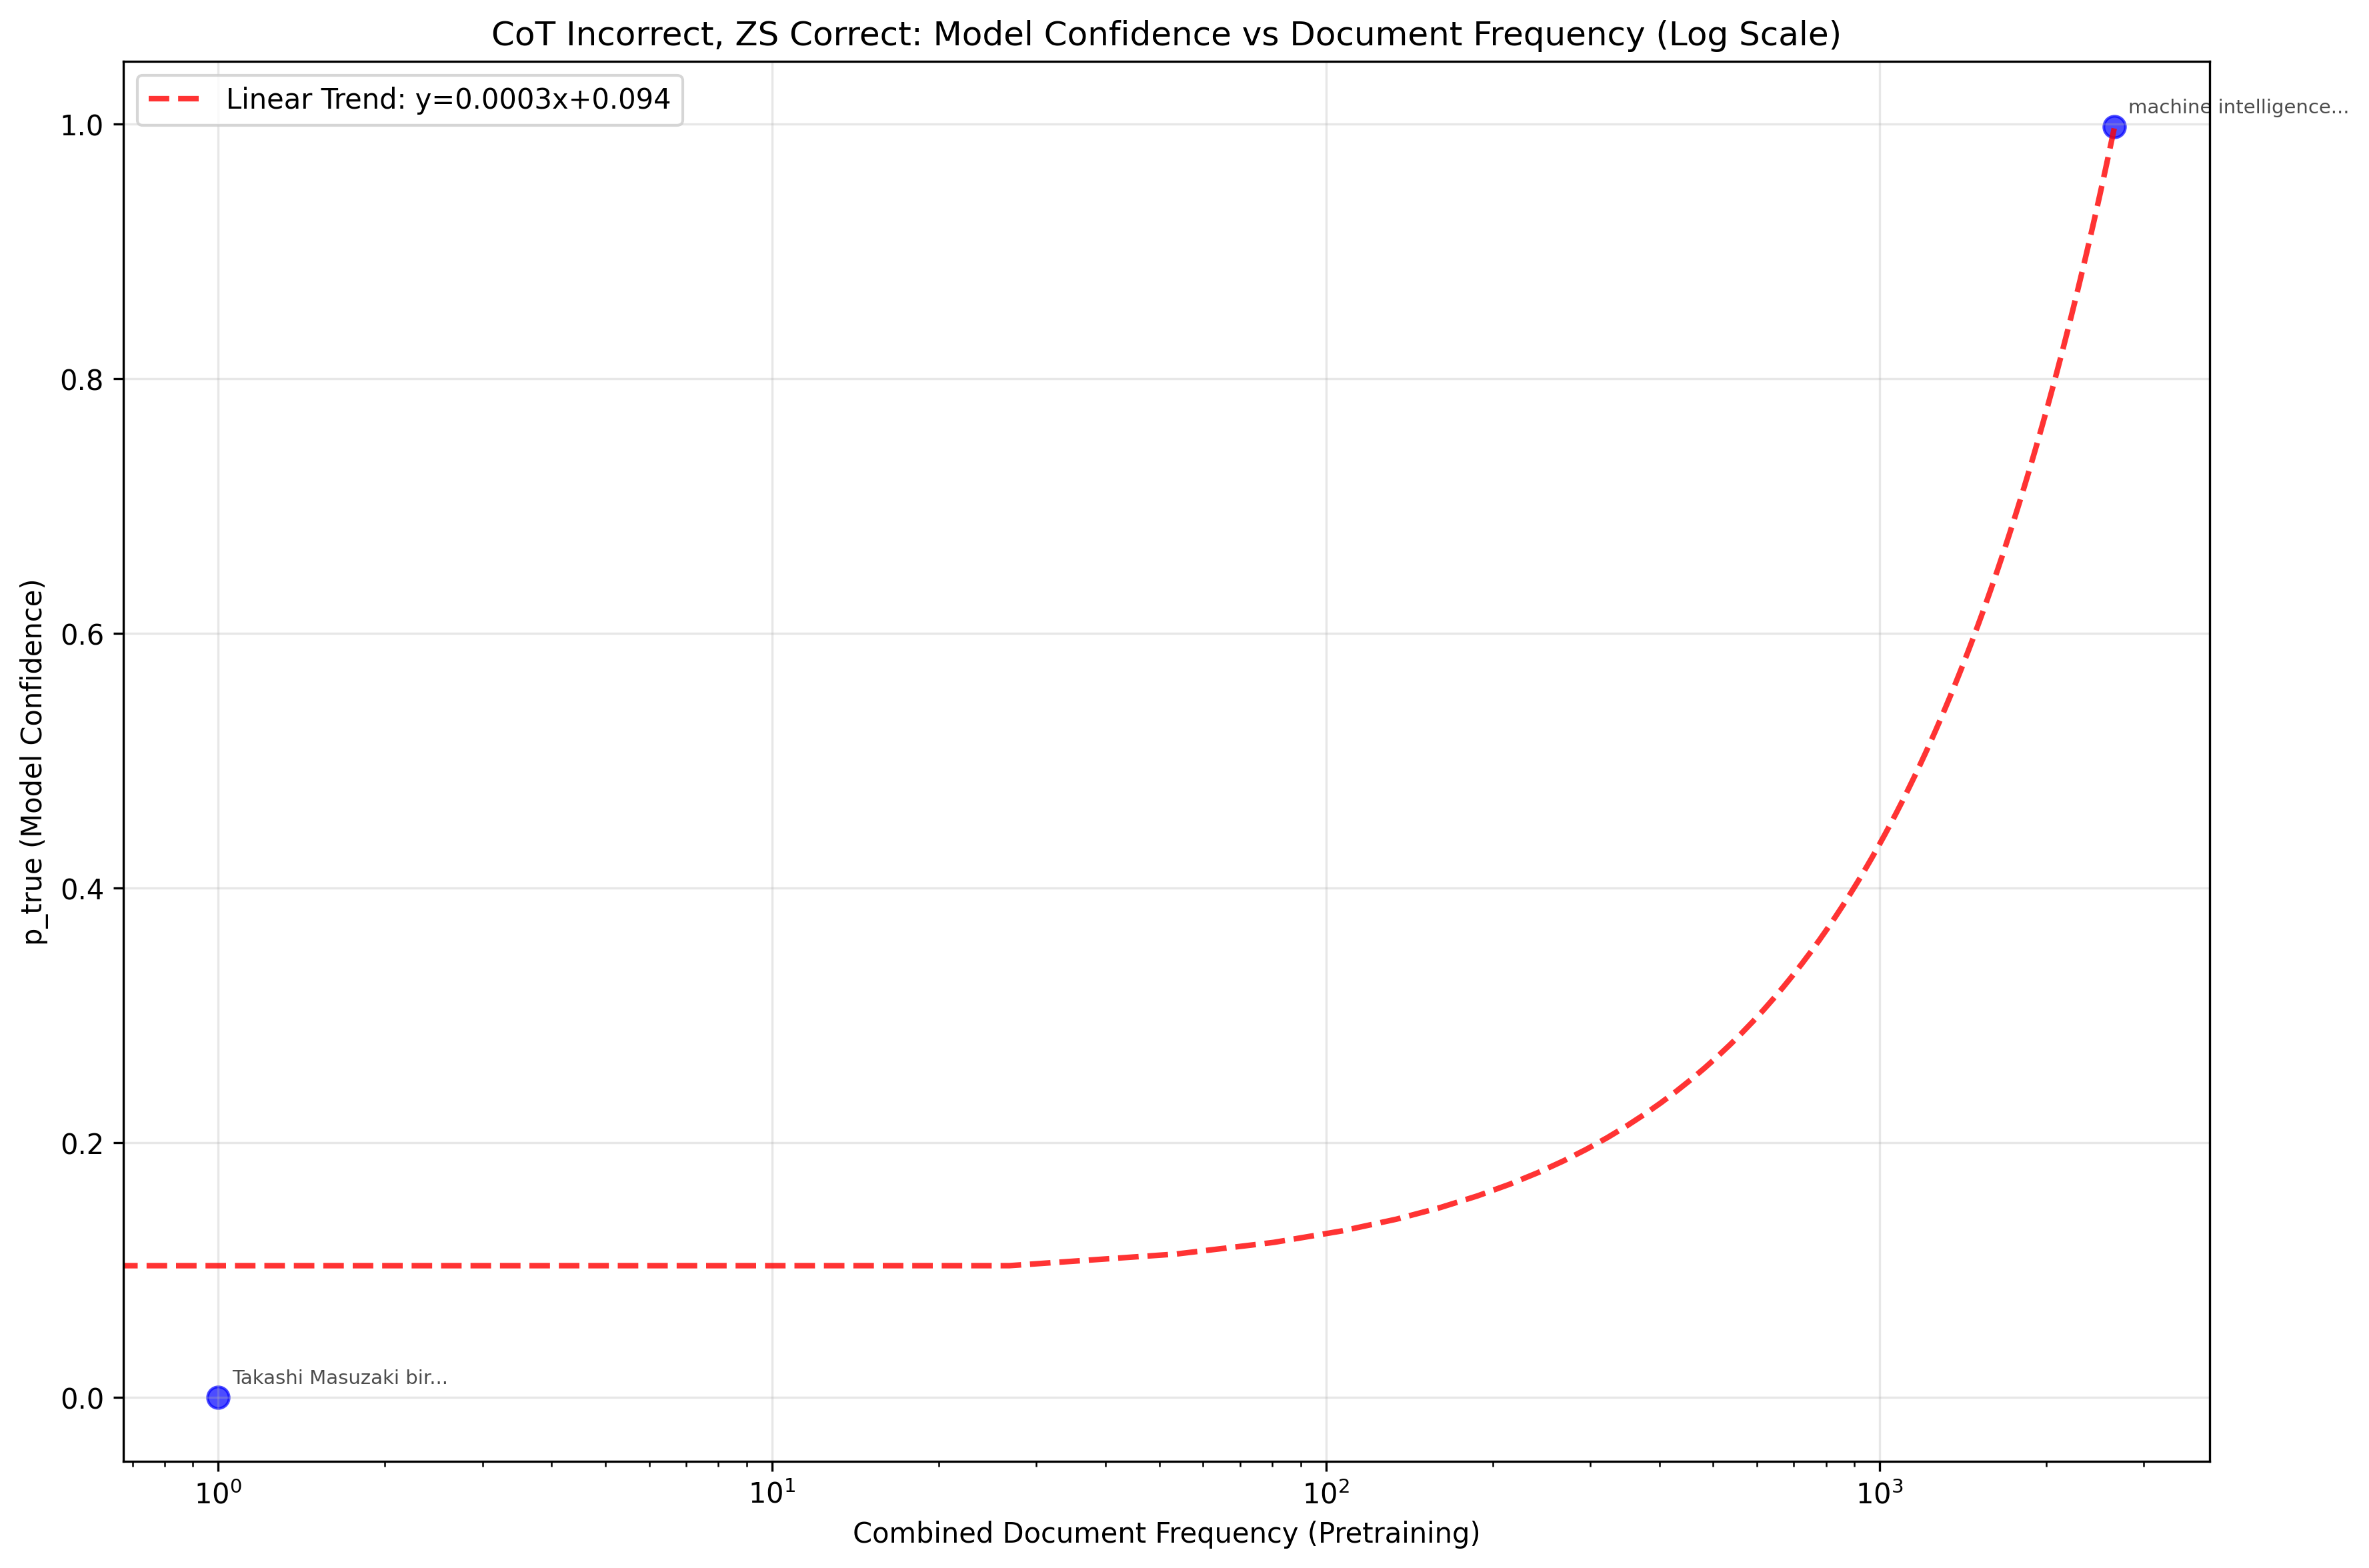 CoT Incorrect, ZS Correct: Model Confidence vs Document Frequency (Log Scale)
Linear Trend: y=0.0003x+0.094
machine intelligence...
1.0
0.8
0.6
0.4
0.2
0.0
p_true (Model Confidence)
Takashi Masuzaki bir...
10⁰ 10¹ 10² 10³
Combined Document Frequency (Pretraining)